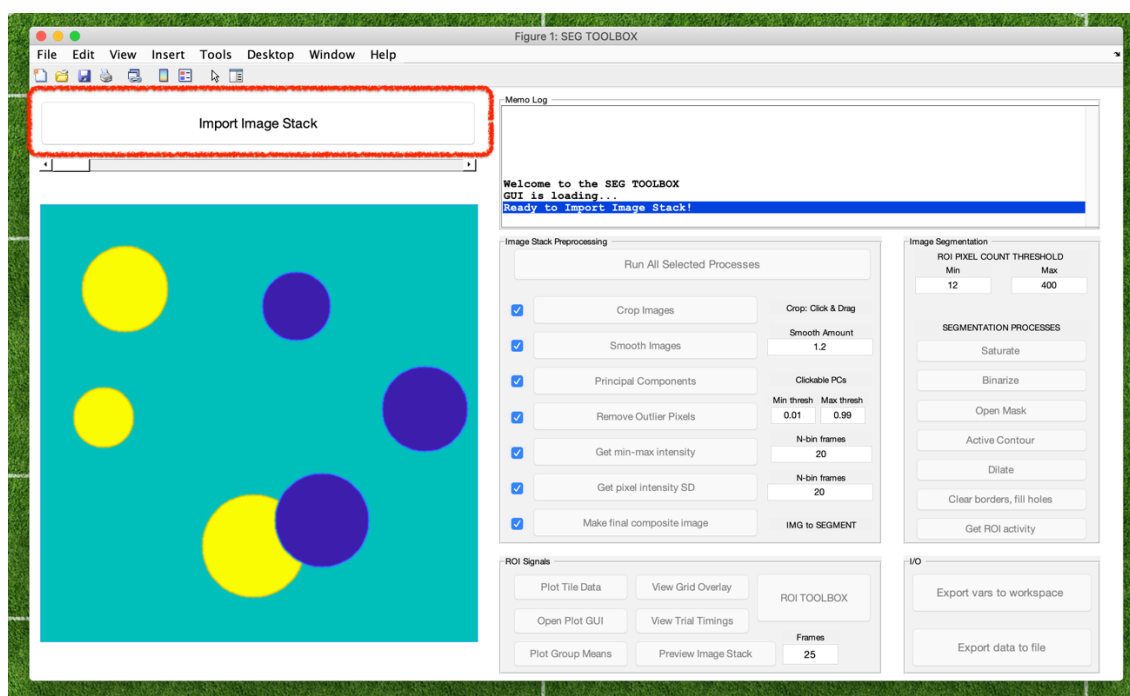 Figure 1: SEG TOOLBOX
File Edit View Insert Tools Desktop Window Help
Import Image Stack
Memo Log
Welcome to the SEG TOOLBOX
GUI is loading...
Ready to Import Image Stack!
Image Stack Preprocessing
Run All Selected Processes
Crop Images
Crop: Click & Drag
Smooth Images
Smooth Amount
1.2
Principal Components
Clickable PCs
Remove Outlier Pixels
Min thresh Max thresh
0.01 0.99
Get min-max intensity
N-bin frames
20
Get pixel intensity SD
N-bin frames
20
Make final composite image
IMG to SEGMENT
Image Segmentation
ROI PIXEL COUNT THRESHOLD
Min Max
12 400
SEGMENTATION PROCESSES
Saturate
Binarize
Open Mask
Active Contour
Dilate
Clear borders, fill holes
Get ROI activity
ROI Signals
Plot Tile Data View Grid Overlay
ROI TOOLBOX
Open Plot GUI View Trial Timings
Plot Group Means Preview Image Stack
Frames
25
I/O
Export vars to workspace
Export data to file